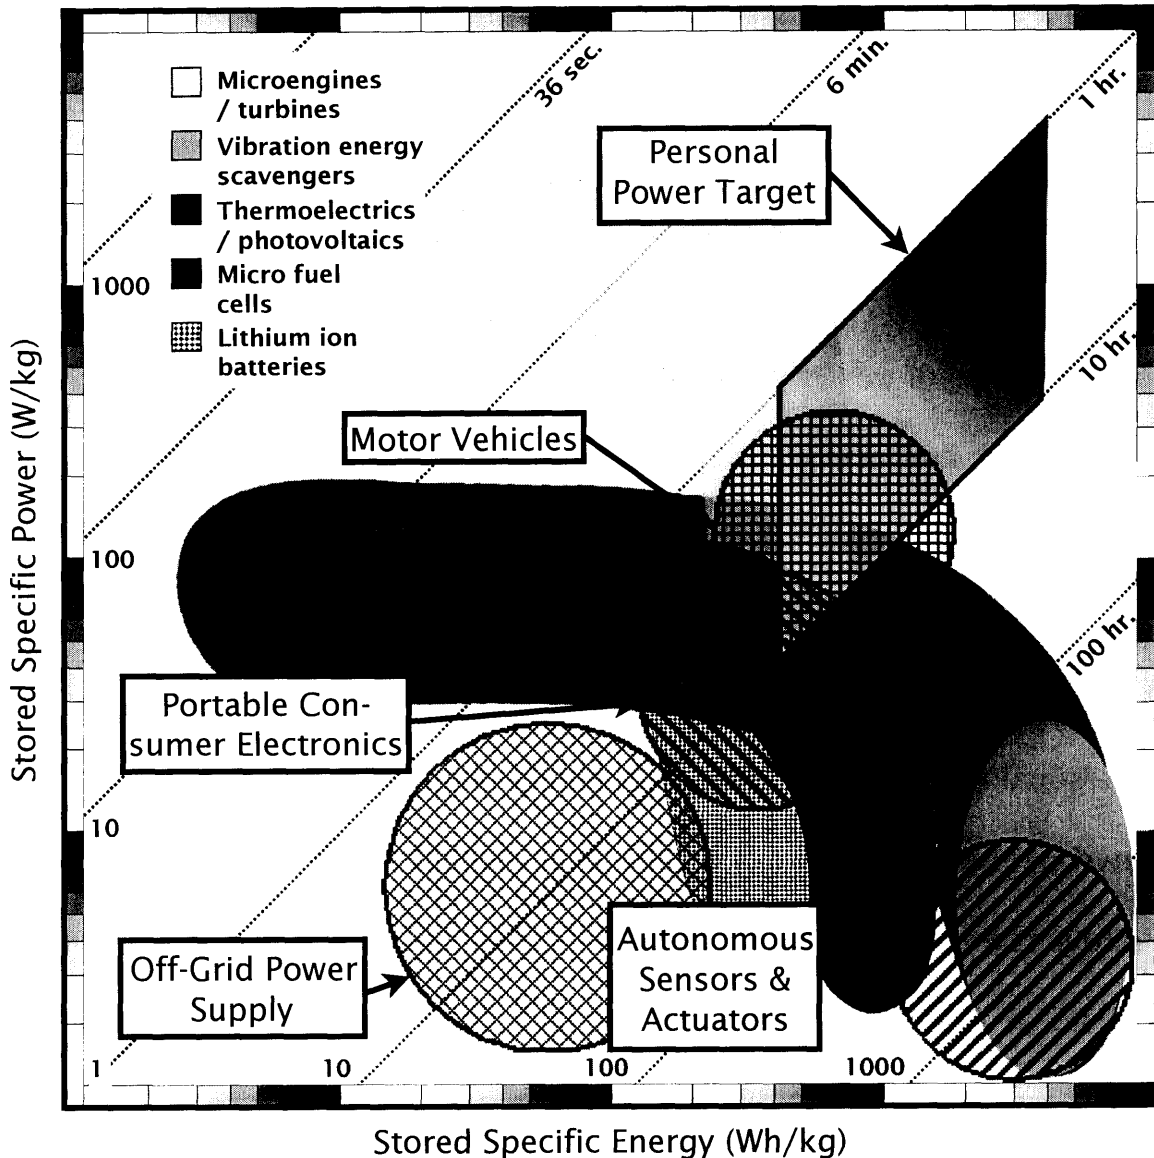 36 sec.
6 min.
1 hr.
Microengines
/ turbines
Vibration energy
scavengers
Thermoelectrics
/ photovoltaics
Micro fuel
cells
Lithium ion
batteries
Personal
Power Target
1000
10 hr.
Motor Vehicles
100
100 hr.
Portable Con-
sumer Electronics
10
Off-Grid Power
Supply
Autonomous
Sensors &
Actuators
1
10
100
1000
Stored Specific Power (W/kg)
Stored Specific Energy (Wh/kg)